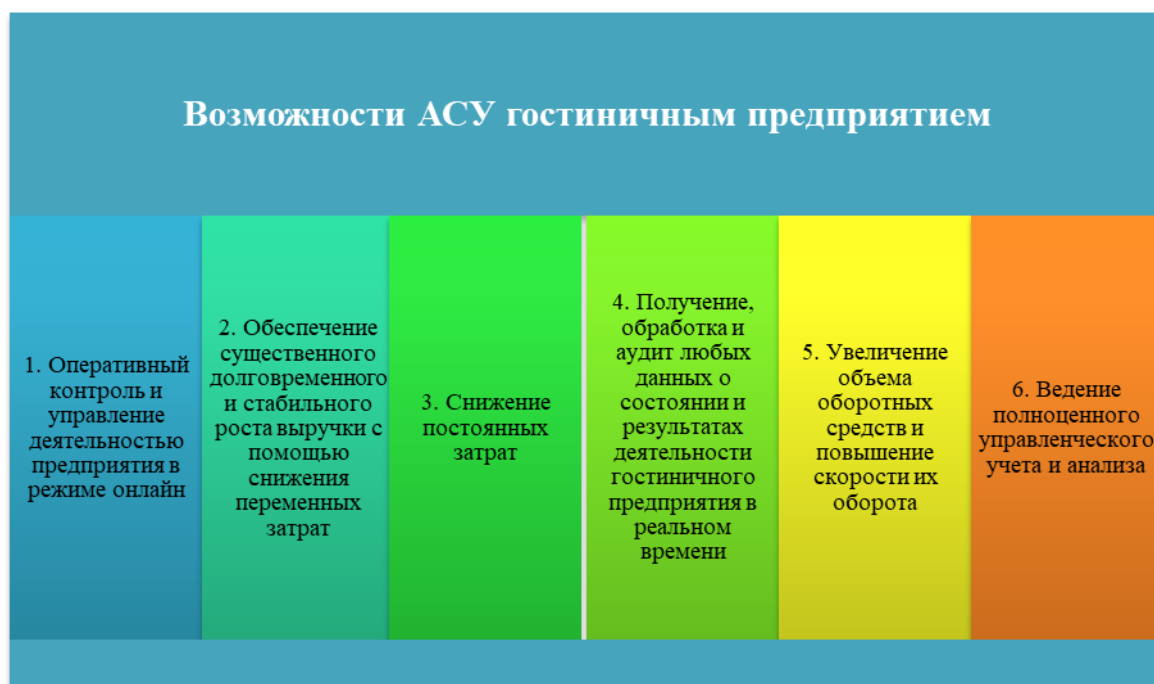 Возможности АСУ гостиничным предприятием
1. Оперативный
контроль и
управление
деятельностью
предприятия в
режиме онлайн
2. Обеспечение
существенного
долговременного
и стабильного
роста выручки с
помощью
снижения
переменных
затрат
3. Снижение
постоянных
затрат
4. Получение,
обработка и
аудит любых
данных о
состоянии и
результатах
деятельности
гостиничного
предприятия в
реальном
времени
5. Увеличение
объема
оборотных
средств и
повышение
скорости их
оборота
6. Ведение
полноценного
управленческого
учета и анализа